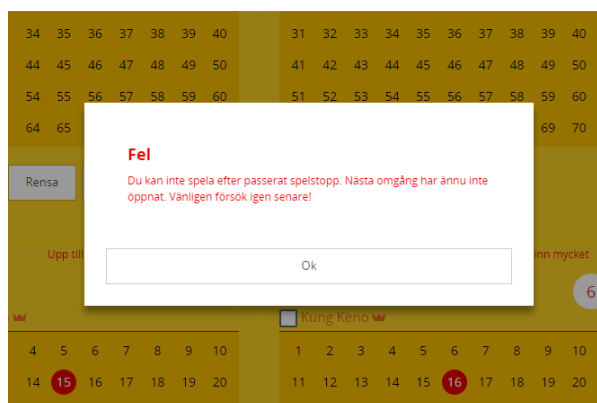 34 35 36 37 38 39 40 31 32 33 34 35 36 37 38 39 40
44 45 46 47 48 49 50 41 42 43 44 45 46 47 48 49 50
54 55 56 57 58 59 60 51 52 53 54 55 56 57 58 59 60
64 65 69 70
Fel
Du kan inte spela efter passerat spelstopp. Nästa omgång har ännu inte
öppnat. Vänligen försök igen senare!
Rensa
Upp till inn mycket
Ok
6
Kung Keno
4 5 6 7 8 9 10 1 2 3 4 5 6 7 8 9 10
14 15 16 17 18 19 20 11 12 13 14 15 16 17 18 19 20